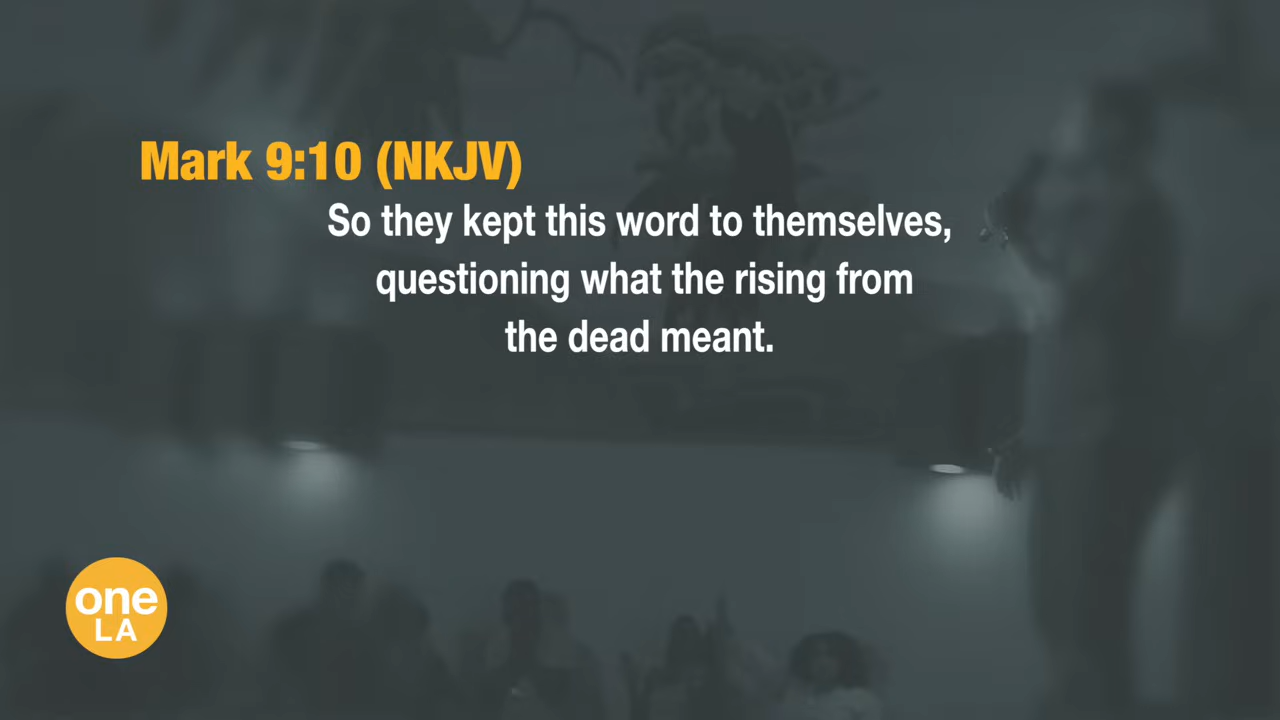 Mark 9:10 (NKJV)
So they kept this word to themselves,
questioning what the rising from
the dead meant.
one
LA